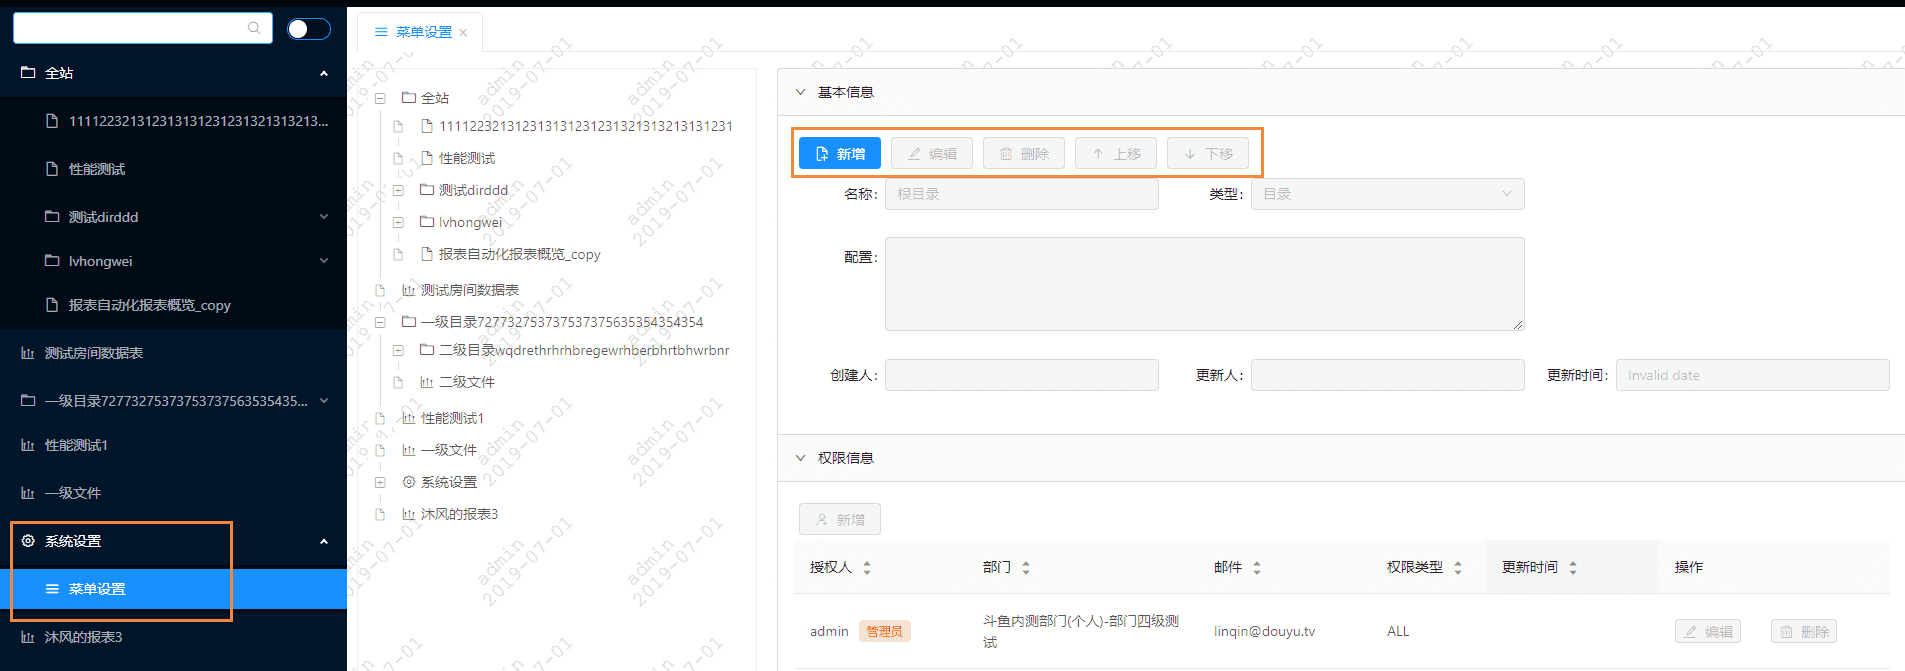 全站
111122321312313131231231321313213...
性能测试
测试dirddd
lvhongwei
报表自动化报表概览_copy
测试房间数据表
一级目录72773275373753737563535435...
性能测试1
一级文件
系统设置
菜单设置
沐风的报表3
菜单设置
全站
11112232131231313123123132131321313​1231
性能测试
测试dirddd
lvhongwei
报表自动化报表概览_copy
测试房间数据表
一级目录727732753737537375635354354354
二级目录wqdrethrhrhbregewrhberbhrtbhwrbnr
二级文件
性能测试1
一级文件
系统设置
沐风的报表3
基本信息
新增 编辑 删除 上移 下移
名称: 根目录 类型: 目录
配置:
创建人: 更新人: 更新时间: Invalid date
权限信息
新增
授权人 部门 邮件 权限类型 更新时间 操作
admin 管理员 斗鱼内测部门(个人)-部门四级测试 linqin@douyu.tv ALL 编辑 删除
admin
2019-07-01